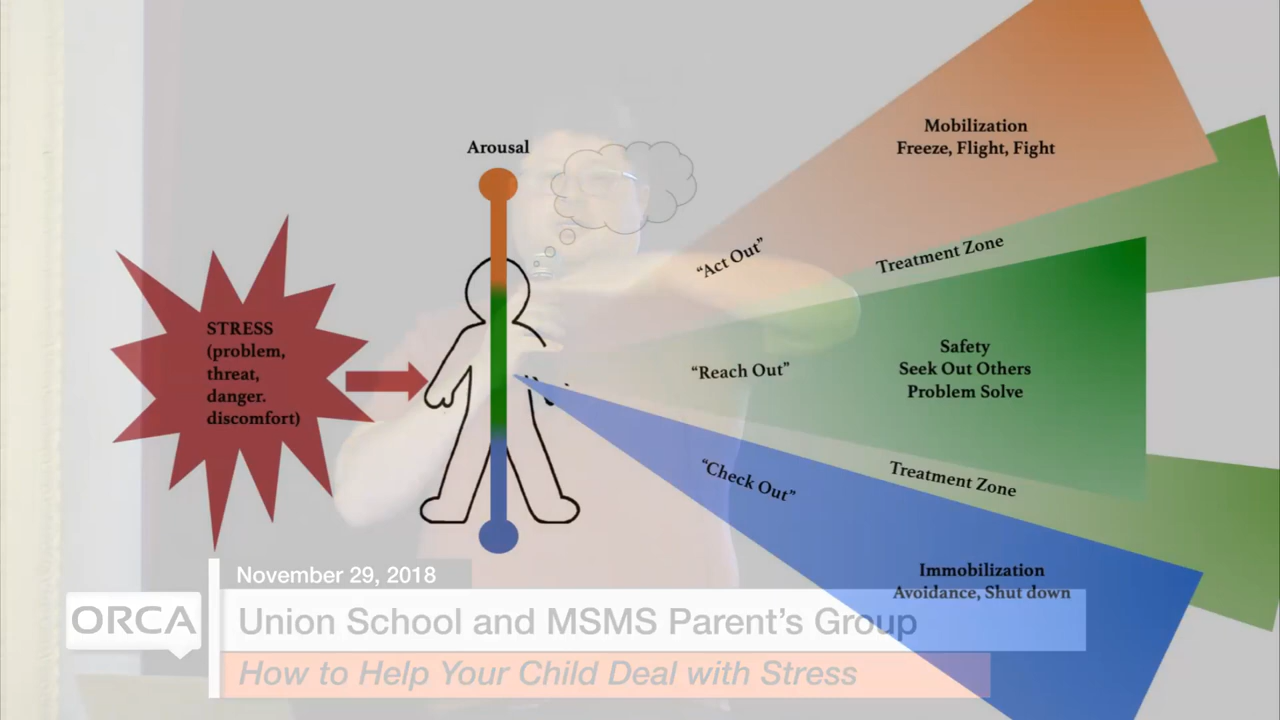 Arousal
Mobilization
Freeze, Flight, Fight
"Act Out"
Treatment Zone
STRESS
(problem,
threat,
danger.
discomfort)
"Reach Out"
Safety
Seek Out Others
Problem Solve
"Check Out"
Treatment Zone
Immobilization
Avoidance, Shut down
November 29, 2018
ORCA
Union School and MSMS Parent's Group
How to Help Your Child Deal with Stress